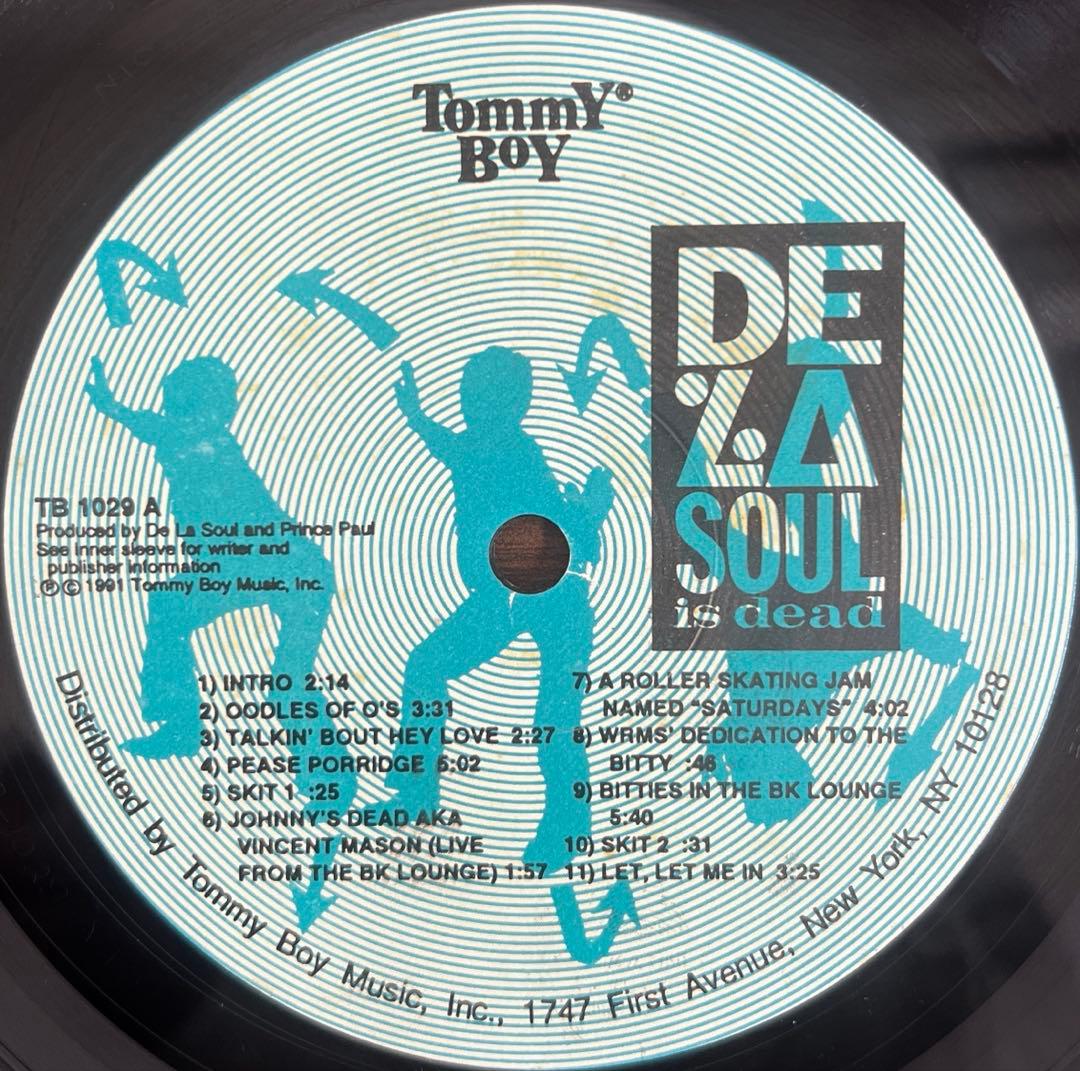 TommY®
BoY
DE
LA
SOUL
is dead
TB 1029 A
Produced by De La Soul and Prince Paul
See inner sleeve for writer and
publisher information
Ⓟ © 1991 Tommy Boy Music, Inc.
1) INTRO 2:14
2) OODLES OF O'S 3:31
3) TALKIN' BOUT HEY LOVE 2:27
4) PEASE PORRIDGE 5:02
5) SKIT 1 :25
6) JOHNNY'S DEAD AKA
VINCENT MASON (LIVE
FROM THE BK LOUNGE) 1:57
7) A ROLLER SKATING JAM
NAMED "SATURDAYS" 4:02
8) WRMS' DEDICATION TO THE
BITTY :46
9) BITTIES IN THE BK LOUNGE
5:40
10) SKIT 2 :31
11) LET, LET ME IN 3:25
Distributed by Tommy Boy Music, Inc., 1747 First Avenue, New York, NY 10128